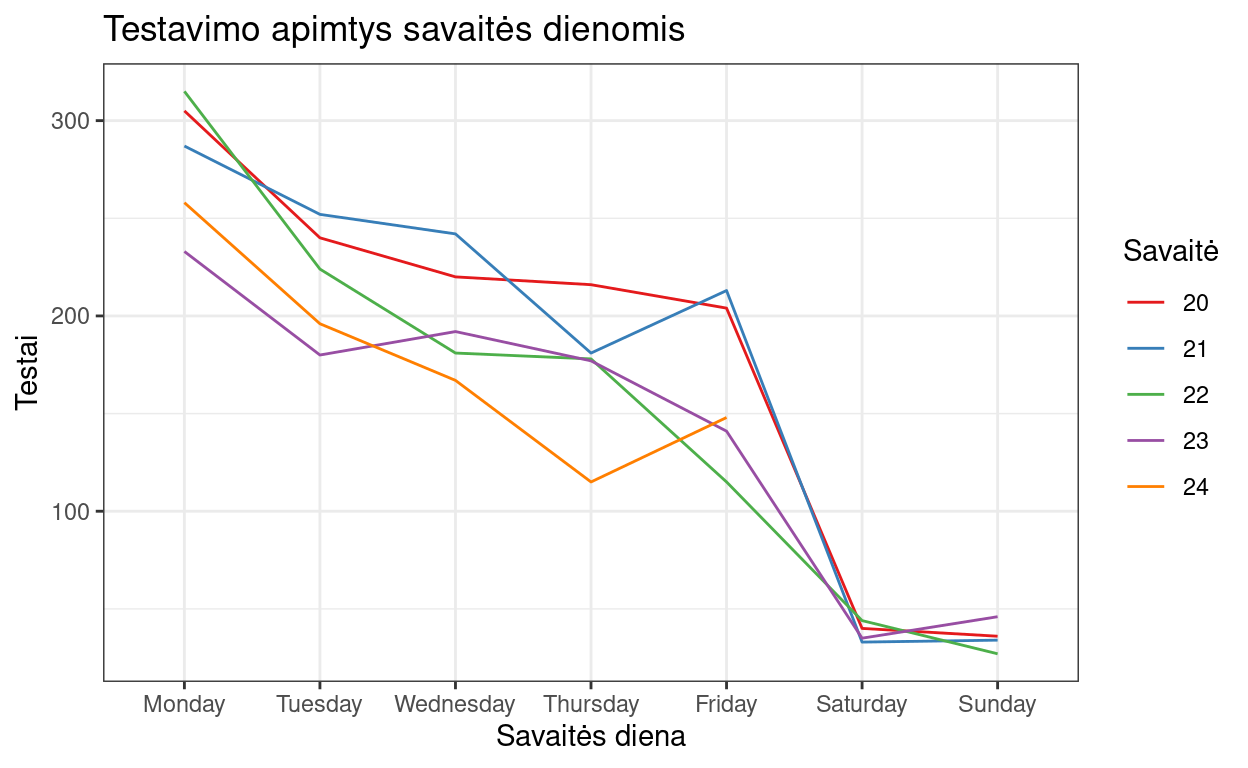 Testavimo apimtys savaitės dienomis
Testai
300
200
100
Monday Tuesday Wednesday Thursday Friday Saturday Sunday
Savaitės diena
Savaitė
20
21
22
23
24